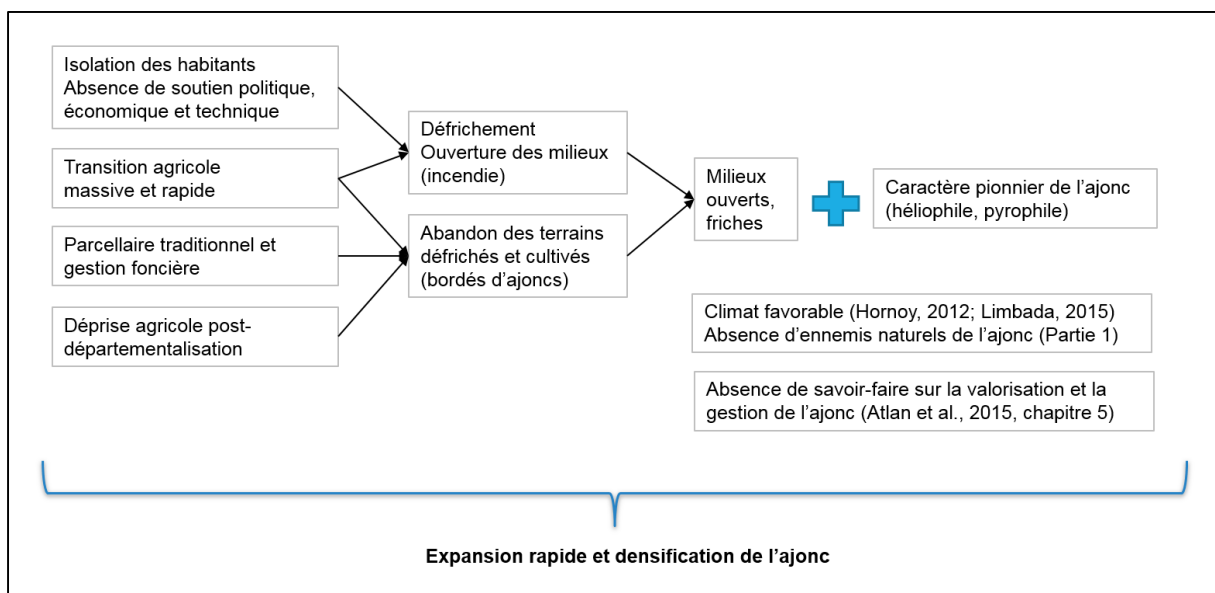 Isolation des habitants
Absence de soutien politique,
économique et technique
Transition agricole
massive et rapide
Parcellaire traditionnel et
gestion foncière
Déprise agricole post-
départementalisation
Défrichement
Ouverture des milieux
(incendie)
Abandon des terrains
défrichés et cultivés
(bordés d’ajoncs)
Milieux
ouverts,
friches
Caractère pionnier de l’ajonc
(héliophile, pyrophile)
Climat favorable (Hornoy, 2012; Limbada, 2015)
Absence d’ennemis naturels de l’ajonc (Partie 1)
Absence de savoir-faire sur la valorisation et la
gestion de l’ajonc (Atlan et al., 2015, chapitre 5)
Expansion rapide et densification de l’ajonc